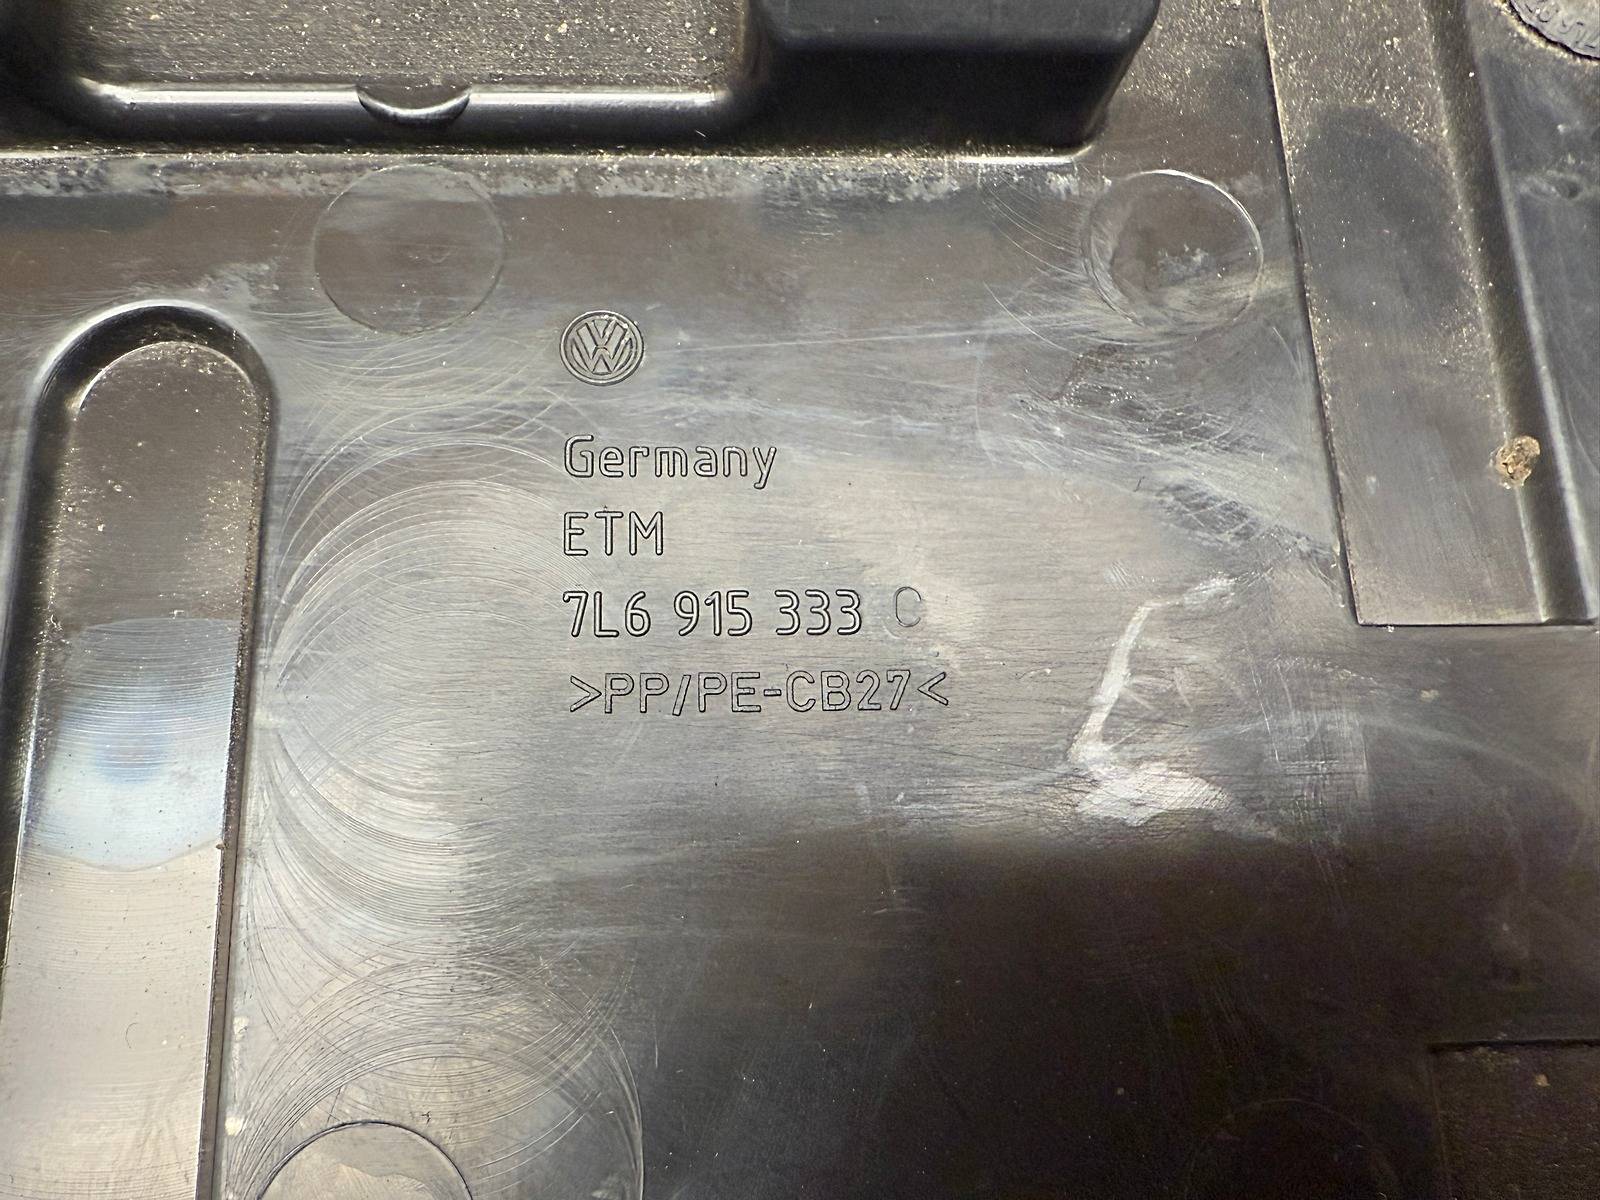 Germany
ETM
7L6 915 333 C
>PP/PE-CB27<